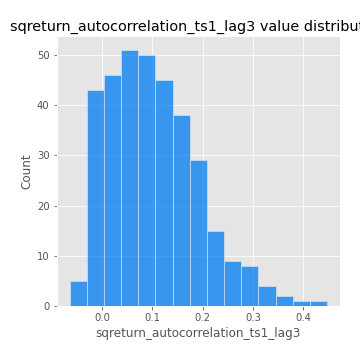 sqreturn_autocorrelation_ts1_lag3 value distribut
50
40
30
20
10
0
Count
0.0 0.1 0.2 0.3 0.4
sqreturn_autocorrelation_ts1_lag3